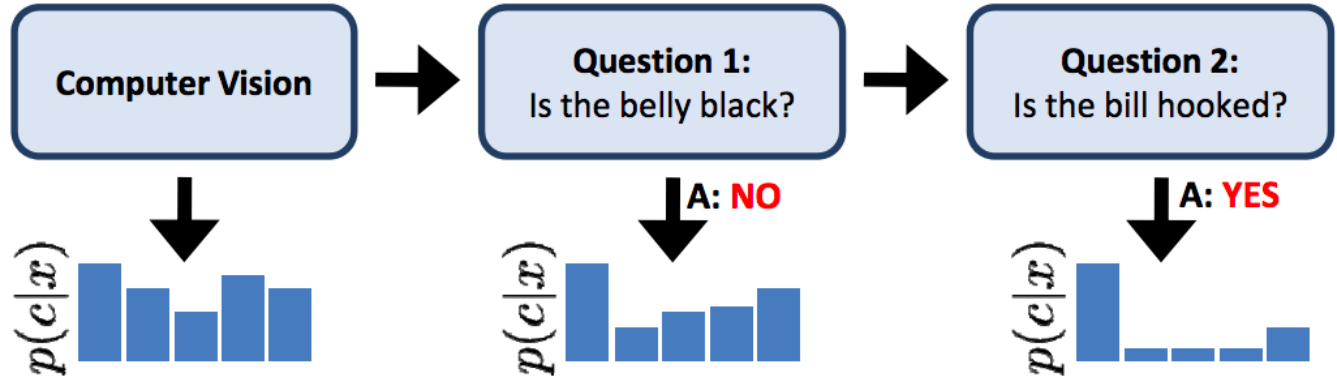 Computer Vision
Question 1:
Is the belly black?
Question 2:
Is the bill hooked?
A: NO
A: YES
p(c|x)
p(c|x)
p(c|x)